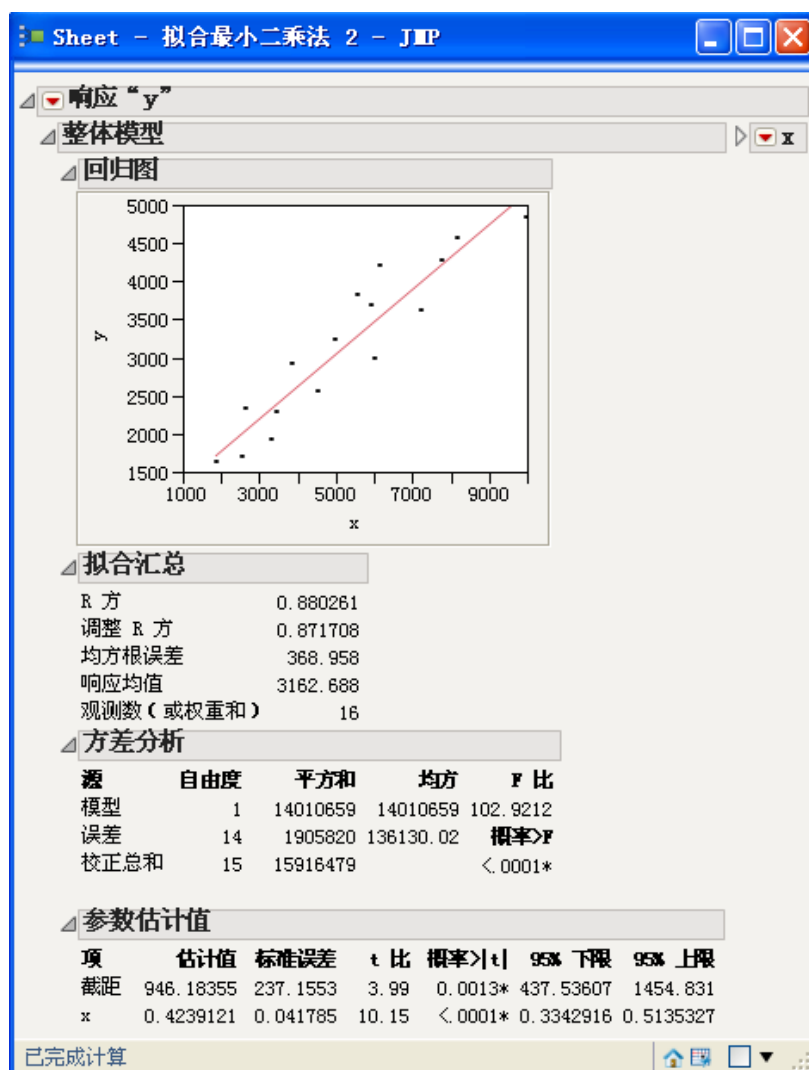 Sheet - 拟合最小二乘法 2 - JMP
响应“y”
整体模型
x
回归图
5000
4500
4000
3500
3000
2500
2000
1500
y
1000 3000 5000 7000 9000
x
拟合汇总
R 方 0.880261
调整 R 方 0.871708
均方根误差 368.958
响应均值 3162.688
观测数(或权重和) 16
方差分析
源 自由度 平方和 均方 F 比
模型 1 14010659 14010659 102.9212
误差 14 1905820 136130.02 概率>F
校正总和 15 15916479 <.0001*
参数估计值
项 估计值 标准误差 t 比 概率>|t| 95% 下限 95% 上限
截距 946.18355 237.1553 3.99 0.0013* 437.53607 1454.831
x 0.4239121 0.041785 10.15 <.0001* 0.3342916 0.5135327
已完成计算